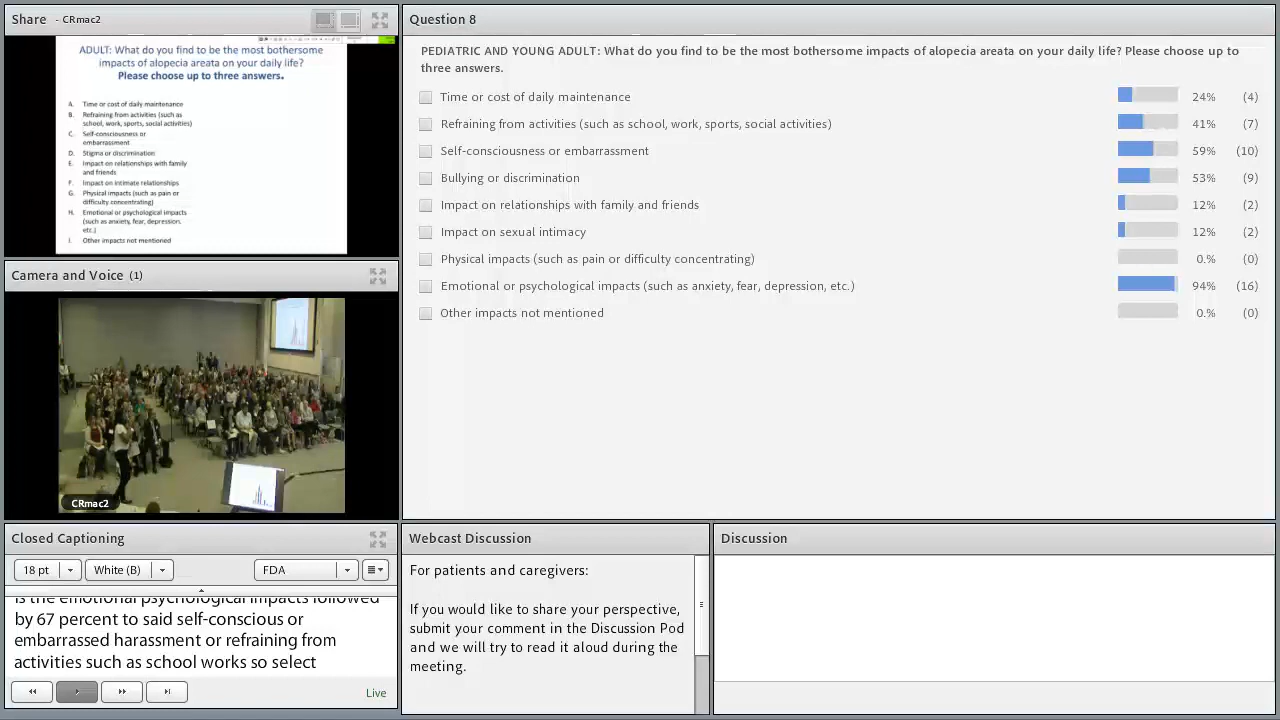 Share - CRmac2
ADULT: What do you find to be the most bothersome
impacts of alopecia areata on your daily life?
Please choose up to three answers.
A. Time or cost of daily maintenance
B. Refraining from activities (such as
school, work, sports, social activities)
C. Self-consciousness or
embarrassment
D. Stigma or discrimination
E. Impact on relationships with family
and friends
F. Impact on intimate relationships
G. Physical impacts (such as pain or
difficulty concentrating)
H. Emotional or psychological impacts
(such as anxiety, fear, depression,
etc.)
I. Other impacts not mentioned
Camera and Voice (1)
CRmac2
Closed Captioning
18 pt White (B) FDA
is the emotional psychological impacts followed
by 67 percent to said self-conscious or
embarrassed harassment or refraining from
activities such as school works so select
Live
Question 8
PEDIATRIC AND YOUNG ADULT: What do you find to be the most bothersome impacts of alopecia areata on your daily life? Please choose up to
three answers.
Time or cost of daily maintenance 24% (4)
Refraining from activities (such as school, work, sports, social activities) 41% (7)
Self-consciousness or embarrassment 59% (10)
Bullying or discrimination 53% (9)
Impact on relationships with family and friends 12% (2)
Impact on sexual intimacy 12% (2)
Physical impacts (such as pain or difficulty concentrating) 0.% (0)
Emotional or psychological impacts (such as anxiety, fear, depression, etc.) 94% (16)
Other impacts not mentioned 0.% (0)
Webcast Discussion
For patients and caregivers:
If you would like to share your perspective,
submit your comment in the Discussion Pod
and we will try to read it aloud during the
meeting.
Discussion